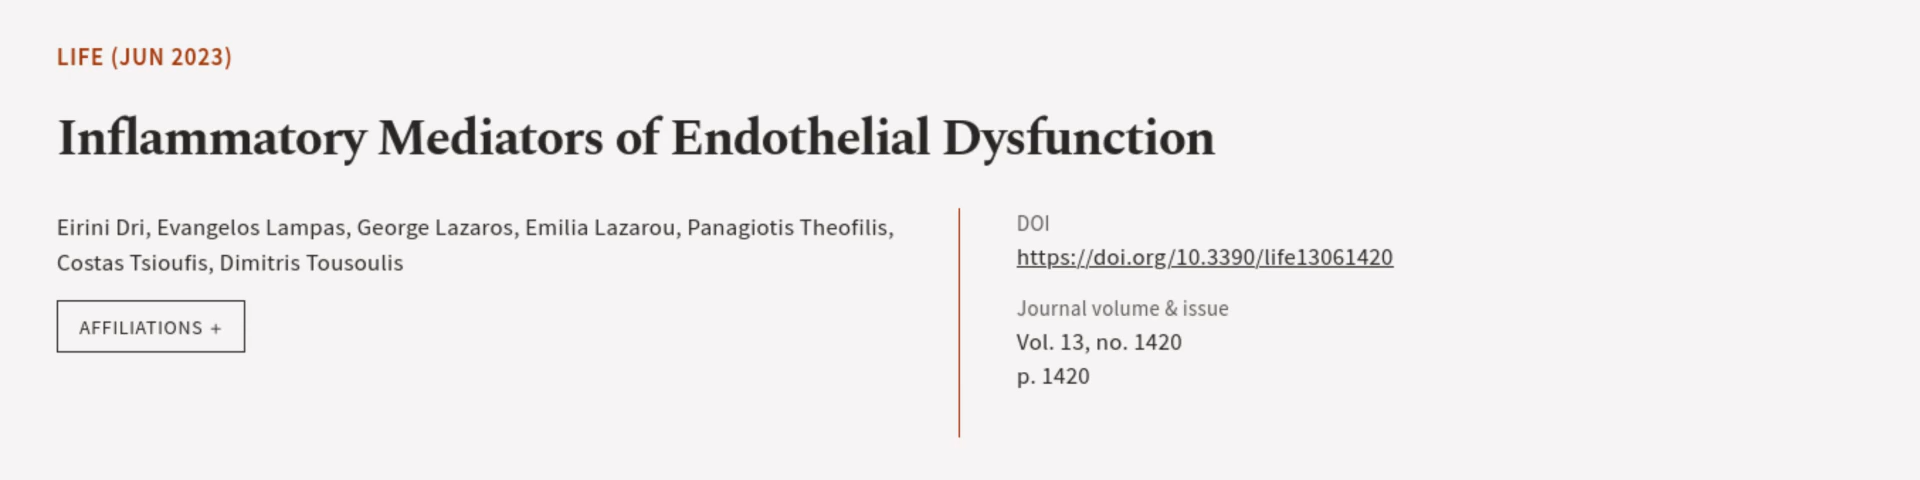 LIFE (JUN 2023)
Inflammatory Mediators of Endothelial Dysfunction
Eirini Dri, Evangelos Lampas, George Lazaros, Emilia Lazarou, Panagiotis Theofilis,
Costas Tsioufis, Dimitris Tousoulis
AFFILIATIONS +
DOI
https://doi.org/10.3390/life13061420
Journal volume & issue
Vol. 13, no. 1420
p. 1420